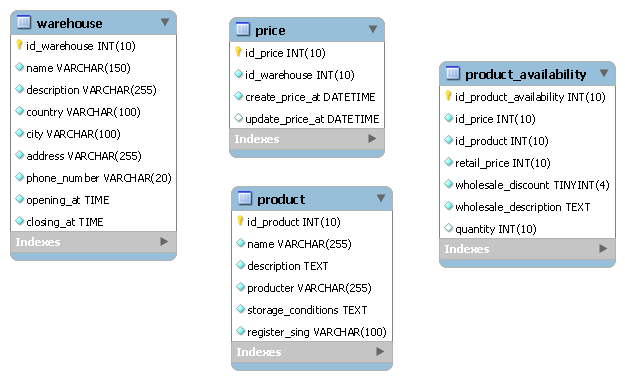 warehouse
id_warehouse INT(10)
name VARCHAR(150)
description VARCHAR(255)
country VARCHAR(100)
city VARCHAR(100)
address VARCHAR(255)
phone_number VARCHAR(20)
opening_at TIME
closing_at TIME
Indexes
price
id_price INT(10)
id_warehouse INT(10)
create_price_at DATETIME
update_price_at DATETIME
Indexes
product
id_product INT(10)
name VARCHAR(255)
description TEXT
producter VARCHAR(255)
storage_conditions TEXT
register_sing VARCHAR(100)
Indexes
product_availability
id_product_availability INT(10)
id_price INT(10)
id_product INT(10)
retail_price INT(10)
wholesale_discount TINYINT(4)
wholesale_description TEXT
quantity INT(10)
Indexes